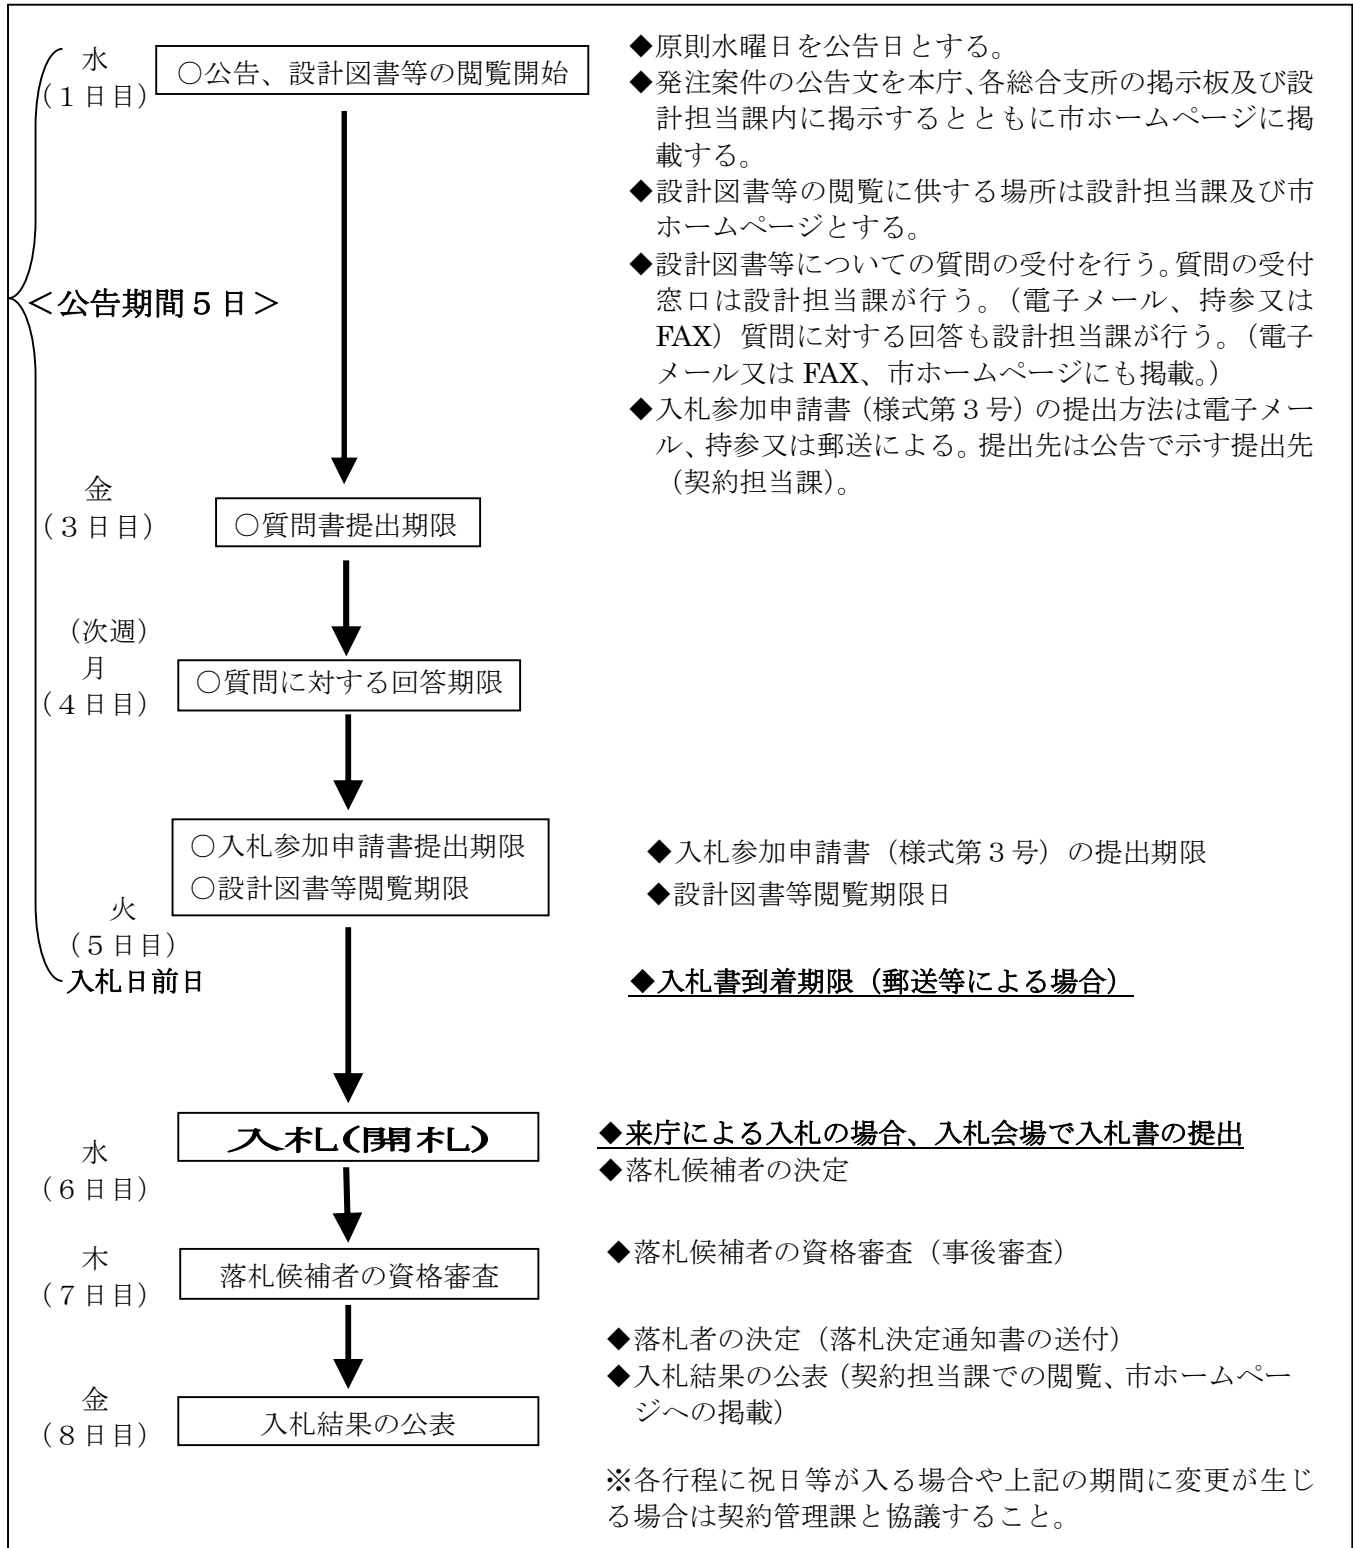 水
(1日目)
○公告、設計図書等の閲覧開始
◆原則水曜日を公告日とする。
◆発注案件の公告文を本庁、各総合支所の掲示板及び設
計担当課内に掲示するとともに市ホームページに掲
載する。
◆設計図書等の閲覧に供する場所は設計担当課及び市
ホームページとする。
◆設計図書等についての質問の受付を行う。質問の受付
窓口は設計担当課が行う。（電子メール、持参又は
FAX）質問に対する回答も設計担当課が行う。（電子
メール又は FAX、市ホームページにも掲載。）
◆入札参加申請書（様式第３号）の提出方法は電子メー
ル、持参又は郵送による。提出先は公告で示す提出先
（契約担当課）。
＜公告期間５日＞
金
(３日目)
○質問書提出期限
（次週）
月
(４日目)
○質問に対する回答期限
○入札参加申請書提出期限
○設計図書等閲覧期限
◆入札参加申請書（様式第３号）の提出期限
◆設計図書等閲覧期限日
火
(５日目)
入札日前日
◆入札書到着期限（郵送等による場合）
水
(６日目)
入札(開札)
◆来庁による入札の場合、入札会場で入札書の提出
◆落札候補者の決定
木
(７日目)
落札候補者の資格審査
◆落札候補者の資格審査（事後審査）
◆落札者の決定（落札決定通知書の送付）
◆入札結果の公表（契約担当課での閲覧、市ホームペー
ジへの掲載）
金
(８日目)
入札結果の公表
※各行程に祝日等が入る場合や上記の期間に変更が生じ
る場合は契約管理課と協議すること。